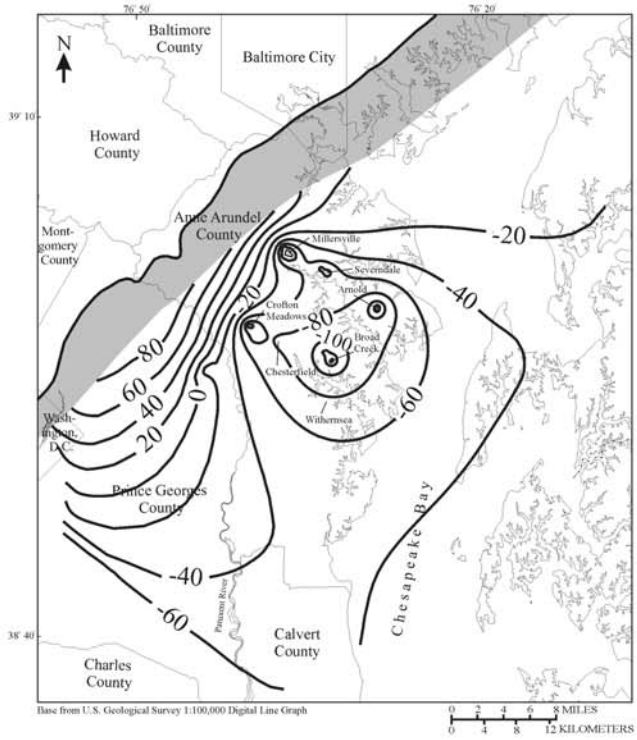 76˚ 50'
76˚ 20'
Baltimore
County
Baltimore City
N
39˚ 10'
Howard
County
Anne Arundel
County
Mont-
gomery
County
-20
Millersville
Severndale
-40
Arnold
-20
Crofton
Meadows
80
-80
-100
Broad
Creek
60
Chesterfield
0
40
-60
Wash-
ington,
D.C.
Withernsea
20
Prince Georges
County
Chesapeake Bay
-40
Patuxent River
-60
38˚ 40'
Calvert
County
Charles
County
Base from U.S. Geological Survey 1:100,000 Digital Line Graph
0 2 4 6 8 MILES
0 4 8 12 KILOMETERS